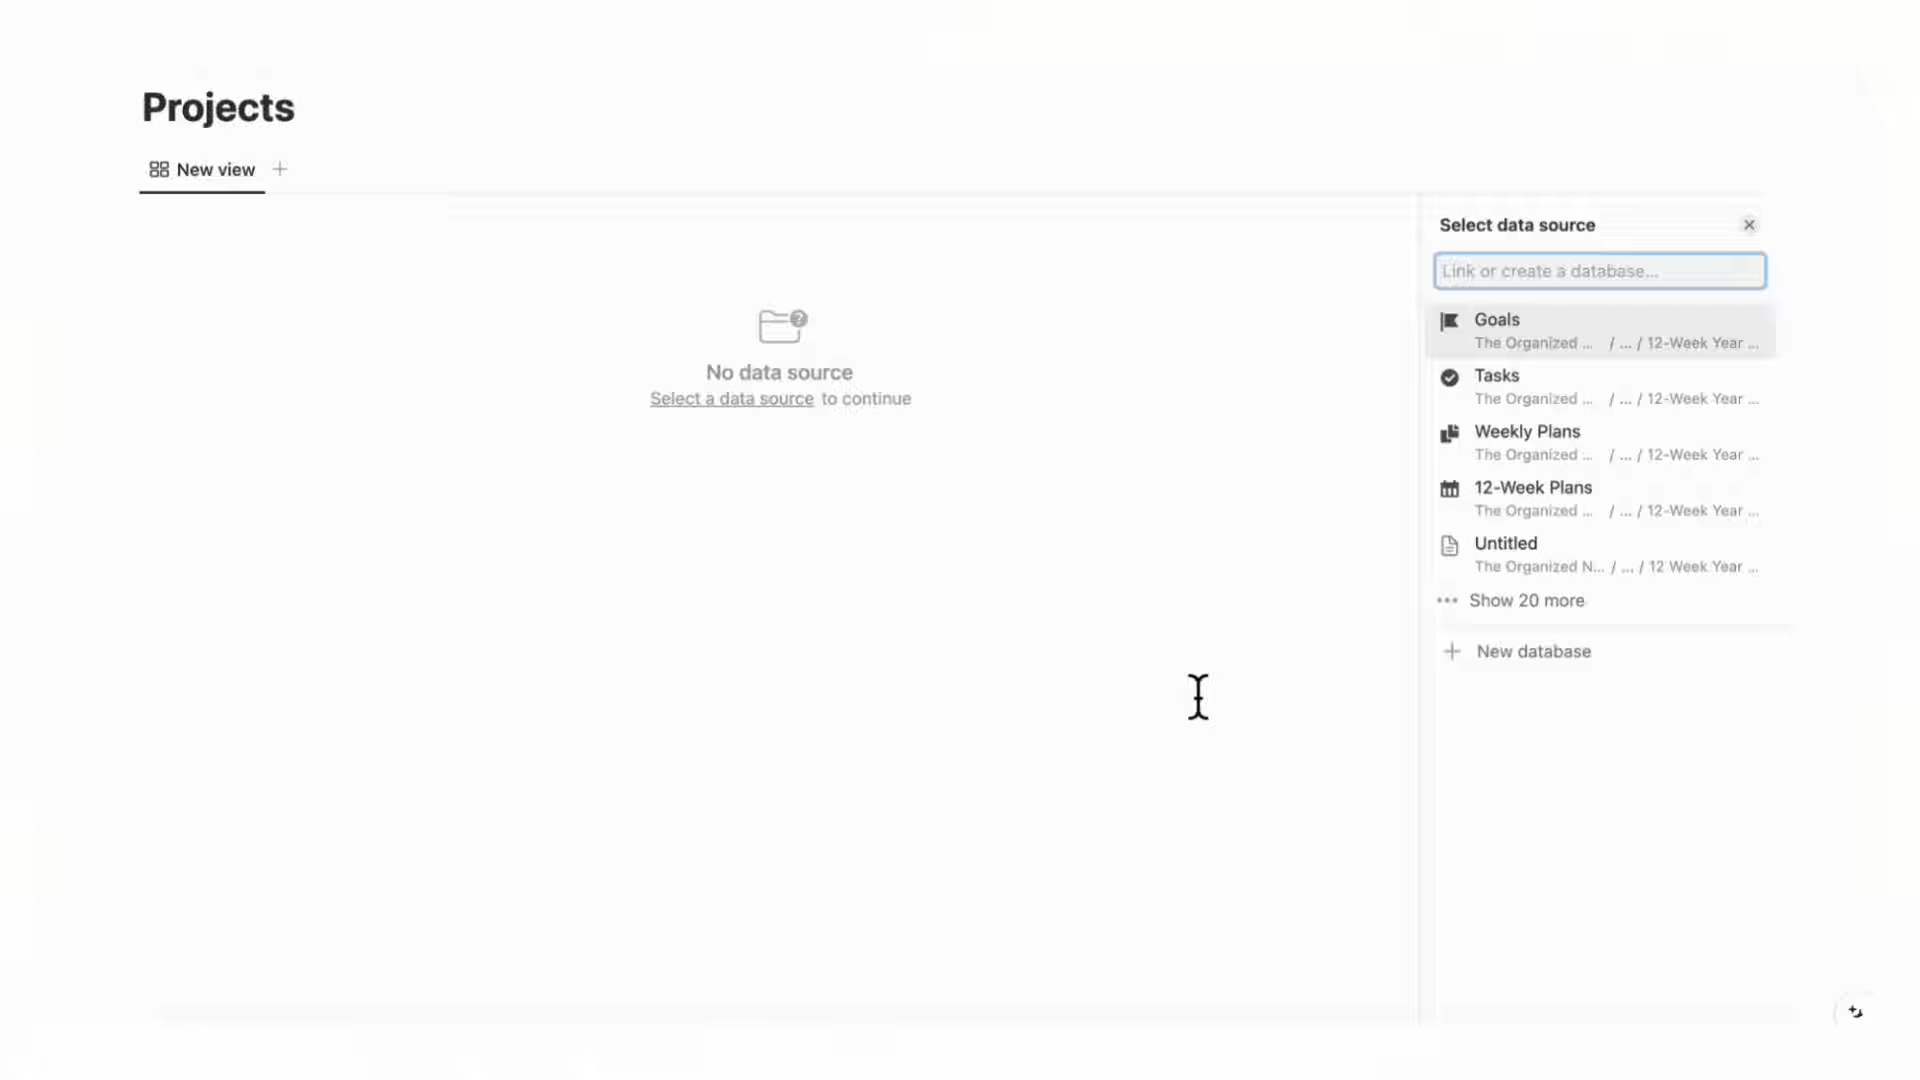 Projects
New view
No data source
Select a data source to continue
Select data source
Link or create a database...
Goals
The Organized ... / ... / 12-Week Year ...
Tasks
The Organized ... / ... / 12-Week Year ...
Weekly Plans
The Organized ... / ... / 12-Week Year ...
12-Week Plans
The Organized ... / ... / 12-Week Year ...
Untitled
The Organized N... / ... / 12 Week Year ...
Show 20 more
New database